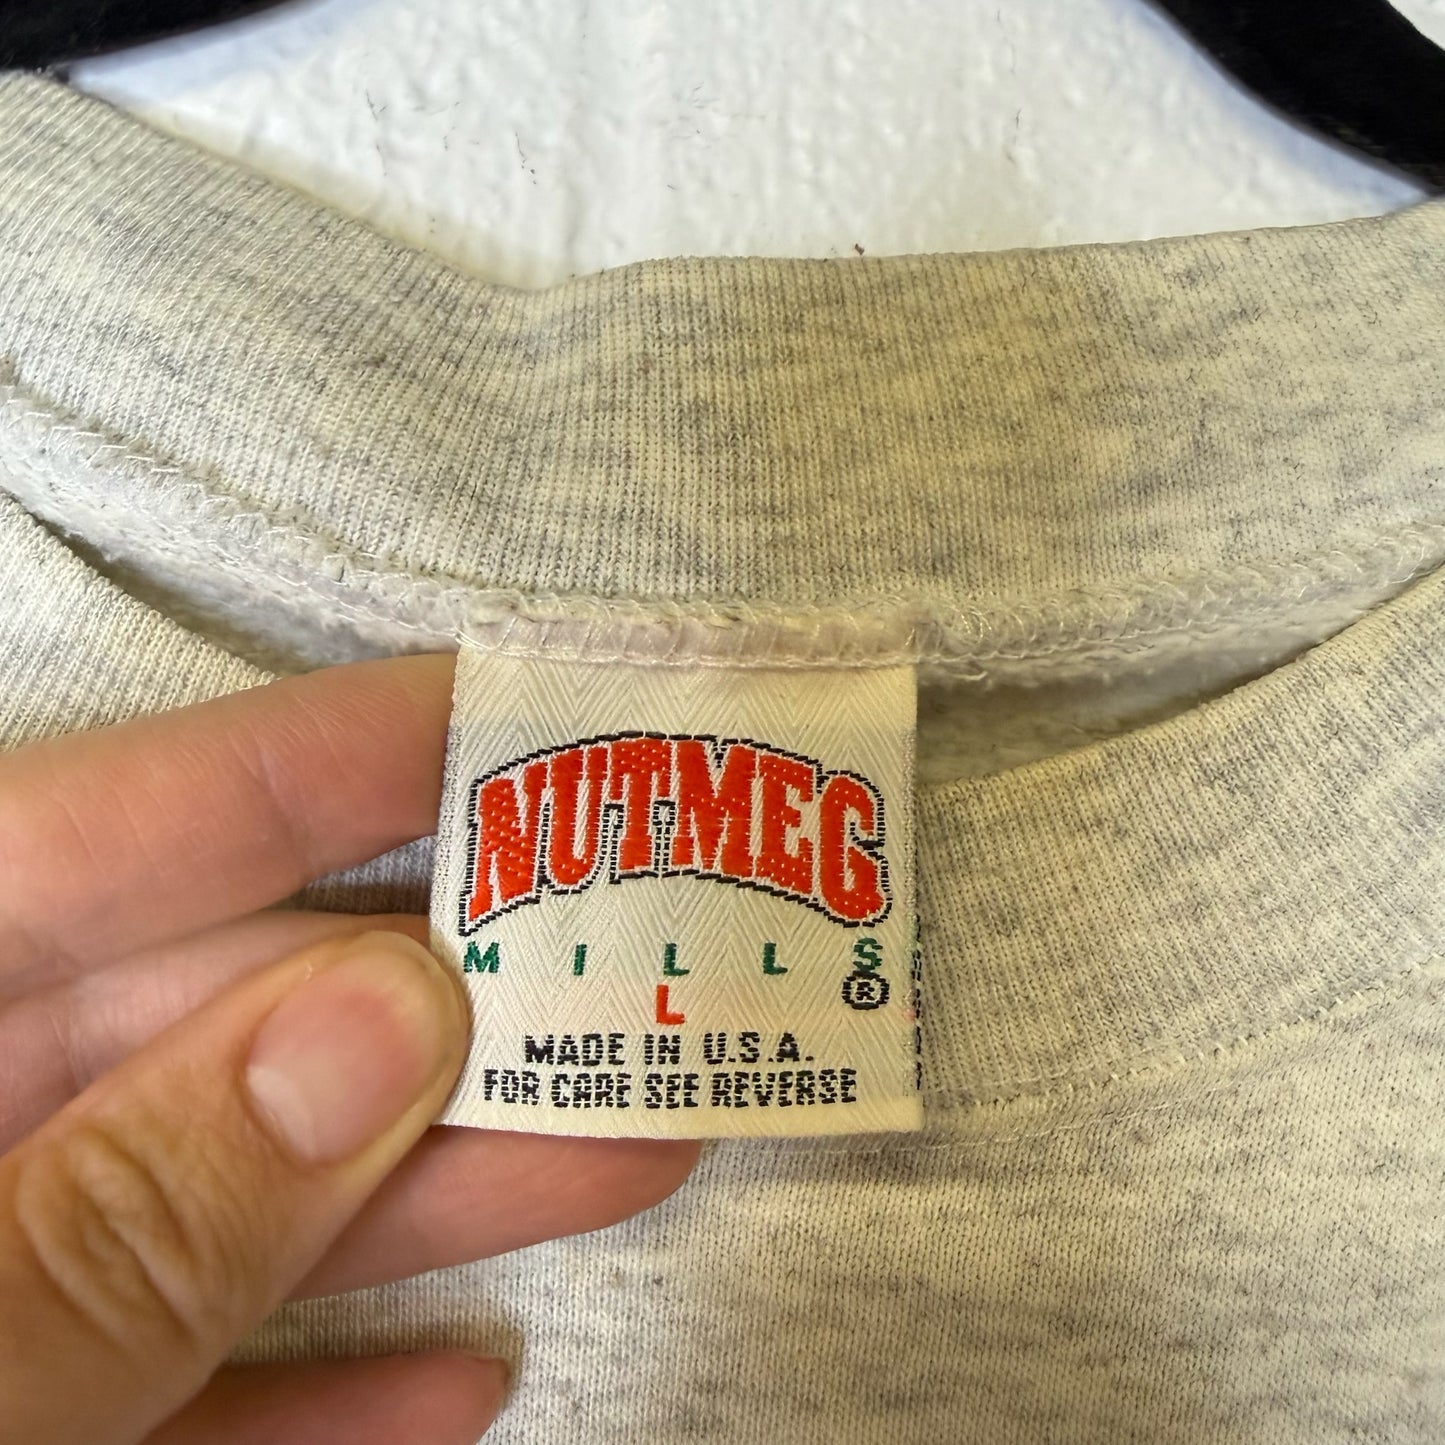 NUTMEG
MILLS®
L
MADE IN U.S.A.
FOR CARE SEE REVERSE